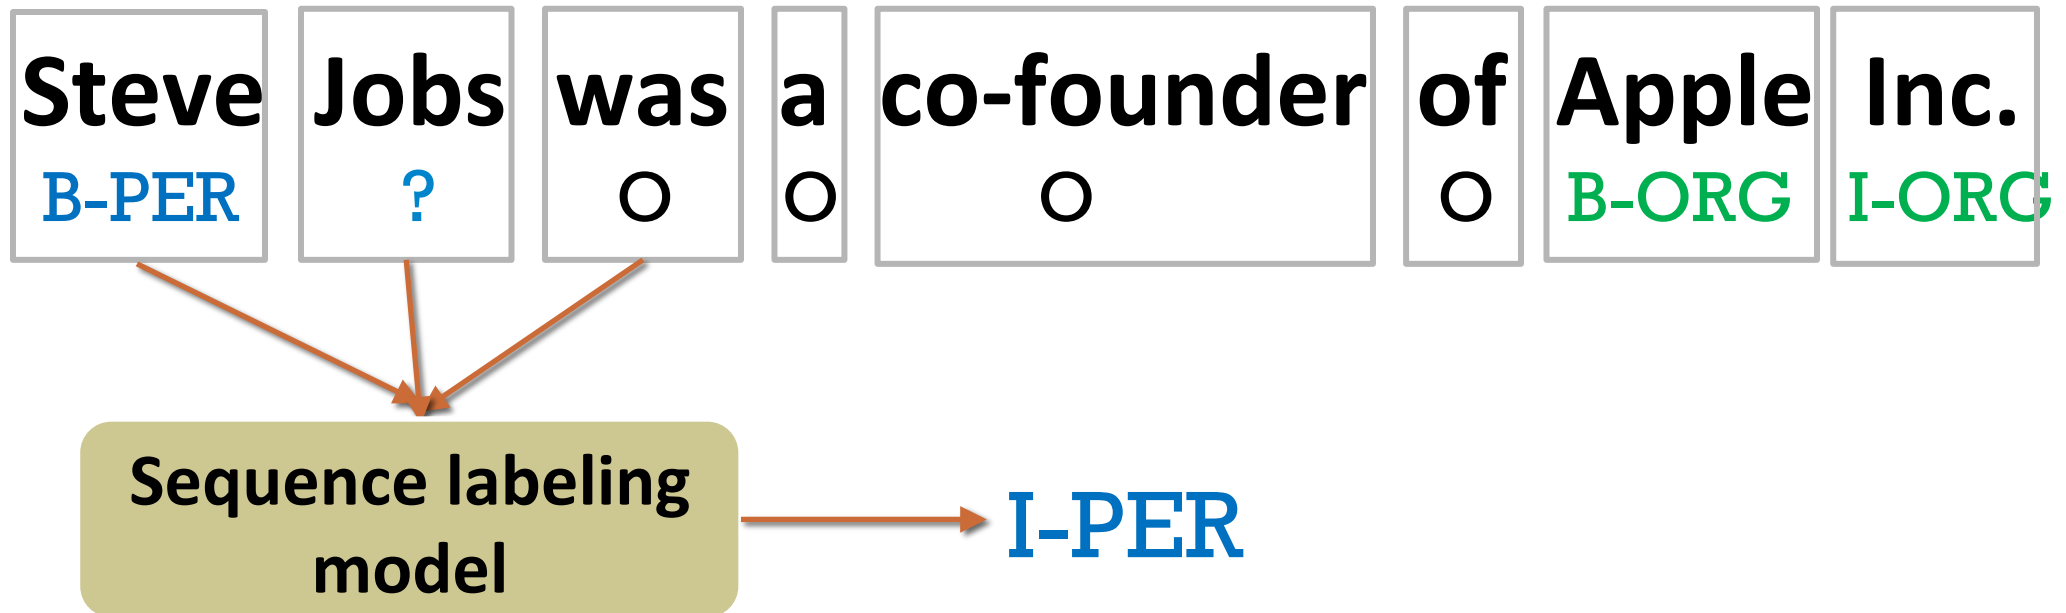 Steve Jobs was a co-founder of Apple Inc.
B-PER ? O O O O B-ORG I-ORG
Sequence labeling
model
I-PER